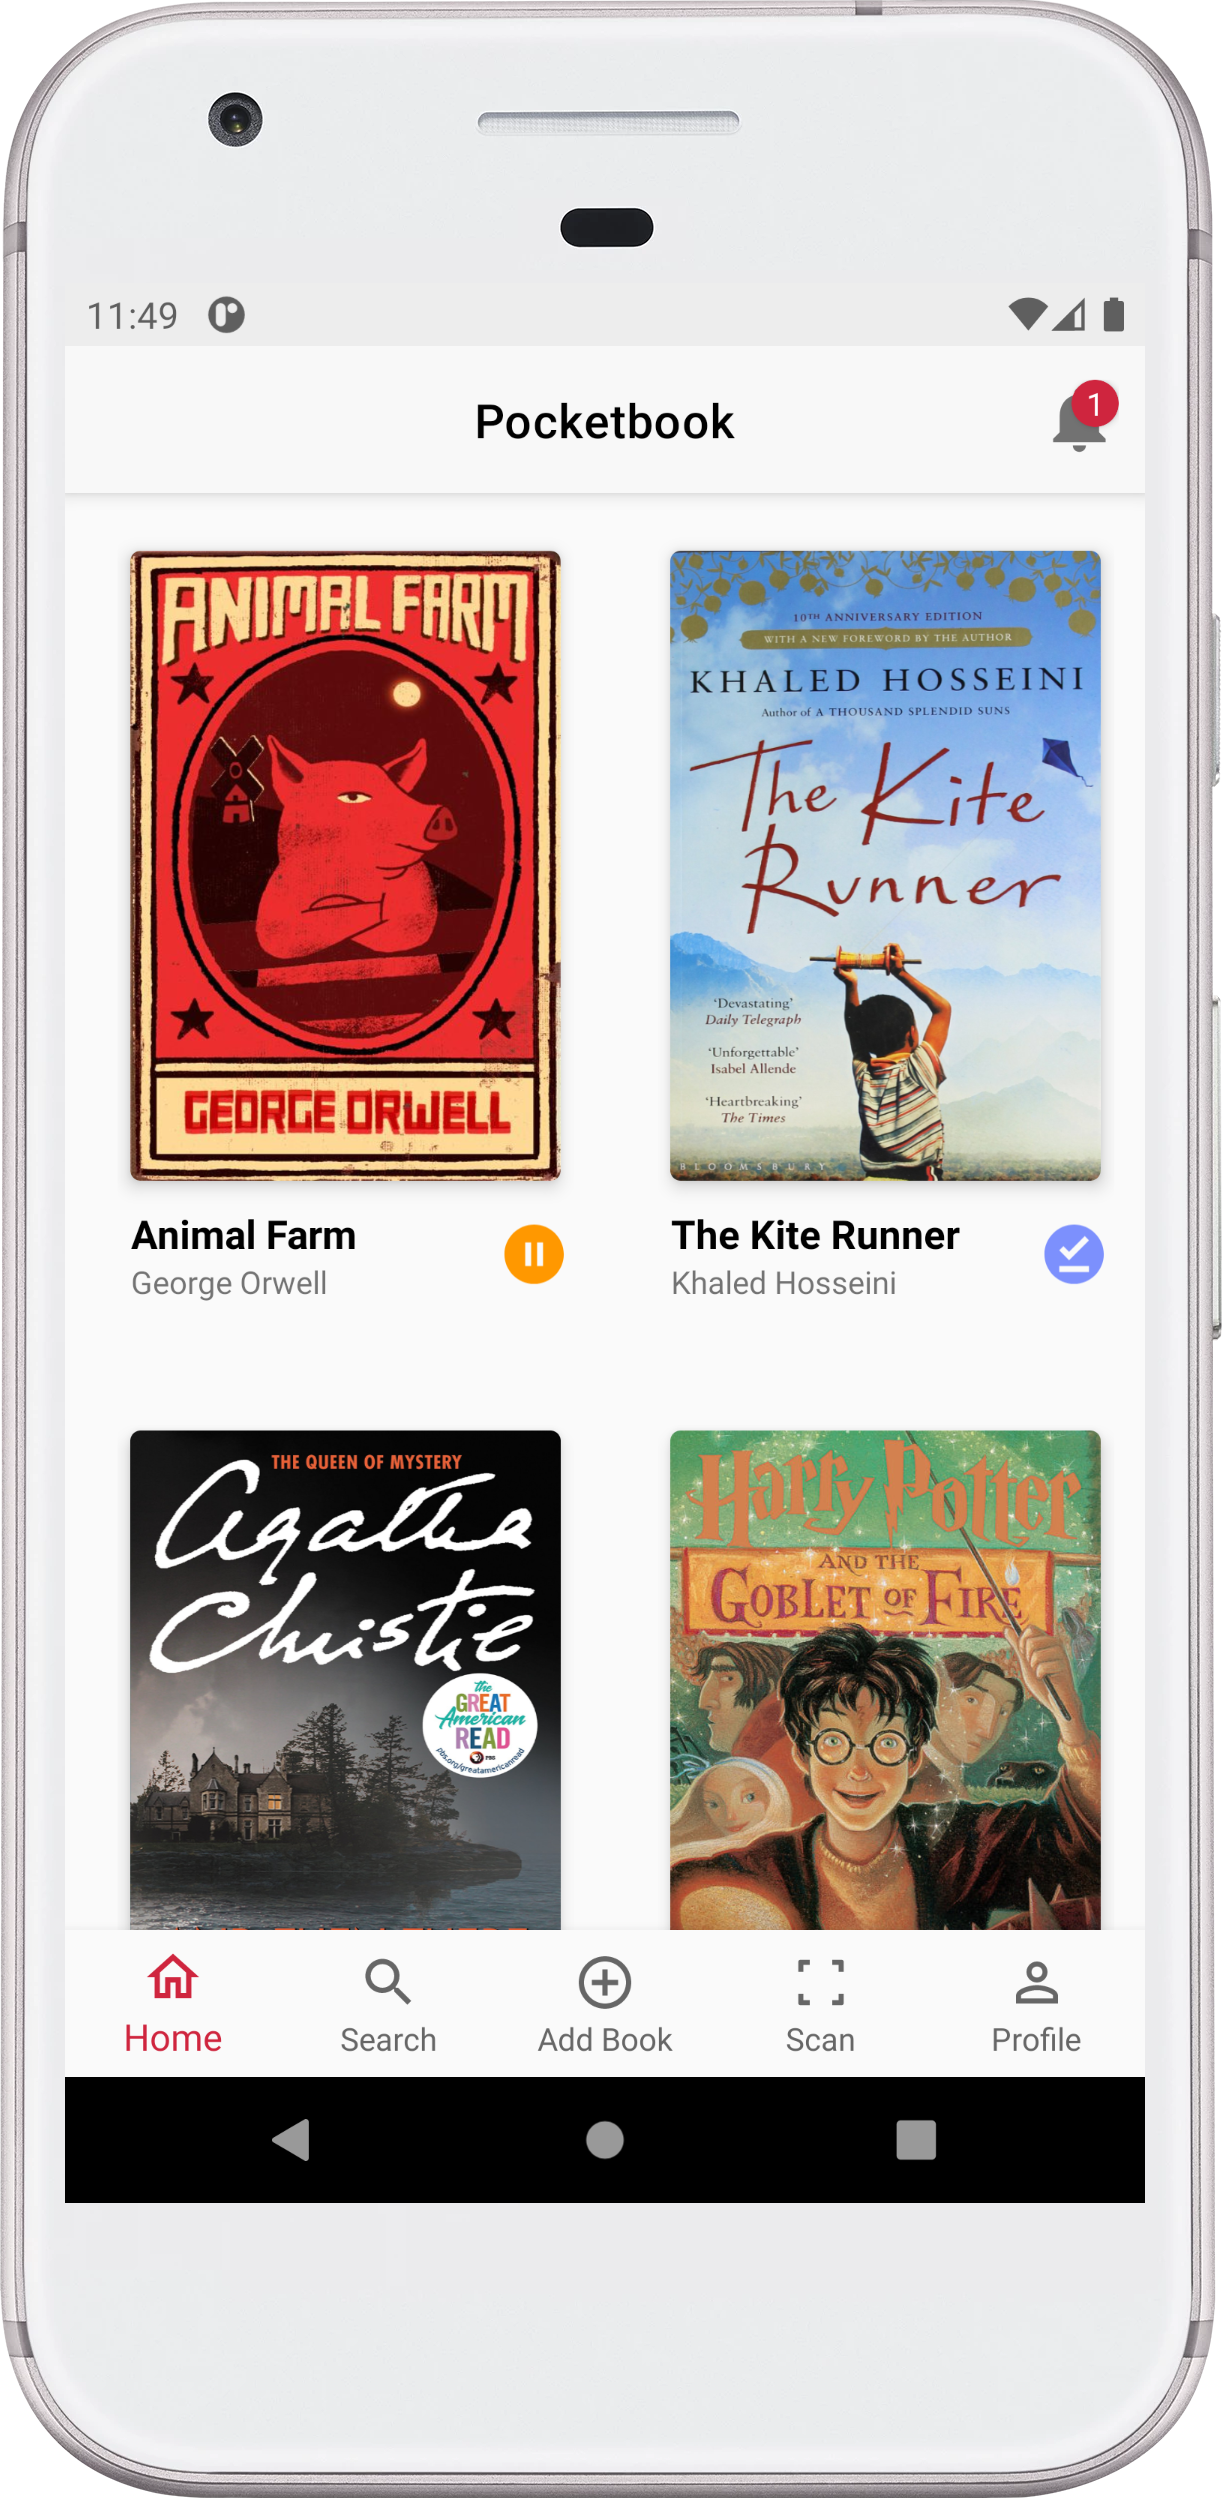 11:49
Pocketbook
1
ANIMAL FARM
GEORGE ORWELL
10TH ANNIVERSARY EDITION
WITH A NEW FOREWORD BY THE AUTHOR
KHALED HOSSEINI
Author of A THOUSAND SPLENDID SUNS
The Kite
Runner
'Devastating'
Daily Telegraph
'Unforgettable'
Isabel Allende
'Heartbreaking'
The Times
BLOOMSBURY
Animal Farm
George Orwell
The Kite Runner
Khaled Hosseini
THE QUEEN OF MYSTERY
Agatha
Christie
the
GREAT
American
READ
PBS
pbs.org/greatamericanread
Harry Potter
AND THE
GOBLET OF FIRE
Home
Search
Add Book
Scan
Profile